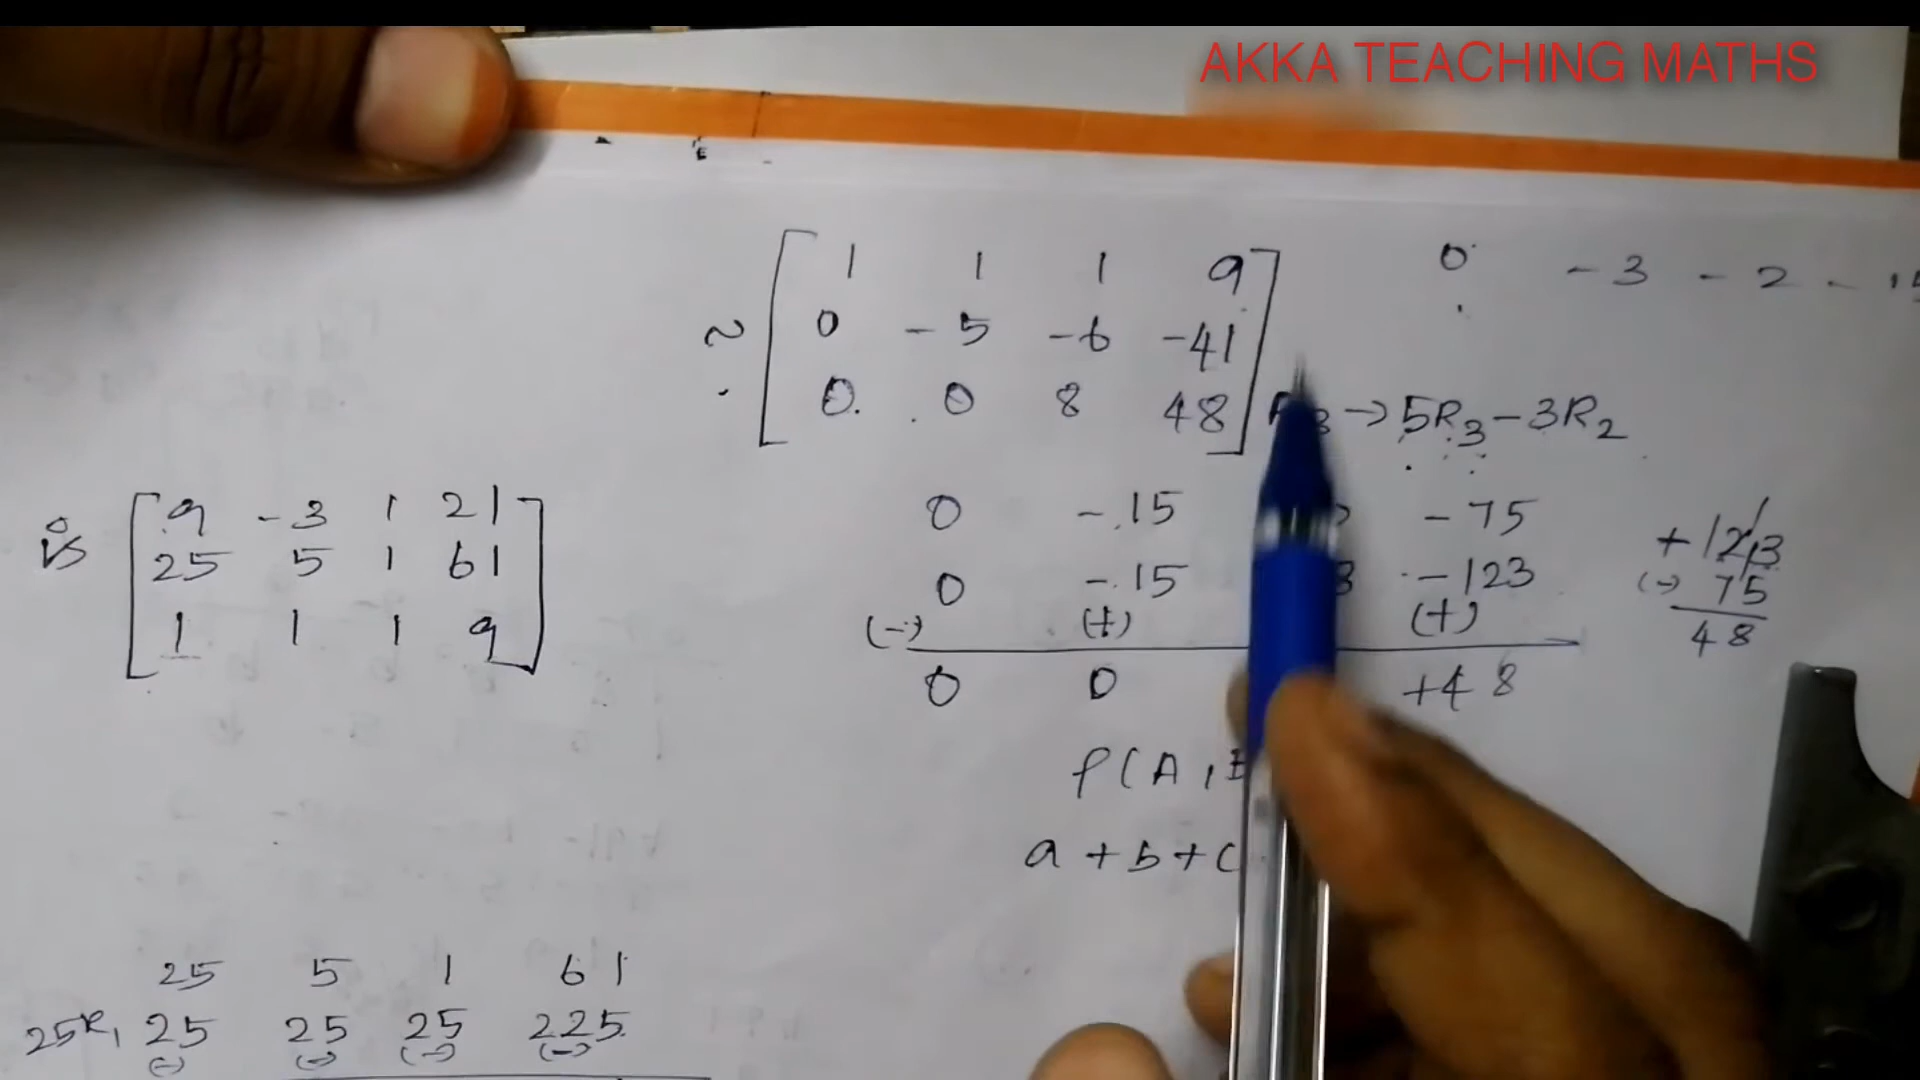 AKKA TEACHING MATHS
1 1 1 9
0 -3 -2
~ 0 -5 -6 -41
0. .0 8 48 → 5R3 - 3R2
is 9 -3 1 21
25 5 1 61
1 1 1 9
0 -15 -75
0 -15 -123
(-) (+) (+)
0 0 +48
+123
(-) 75
48
ρ(A,
a + b + c
25 5 1 61
25R1 25 25 25 225
(-) (-) (-) (-)